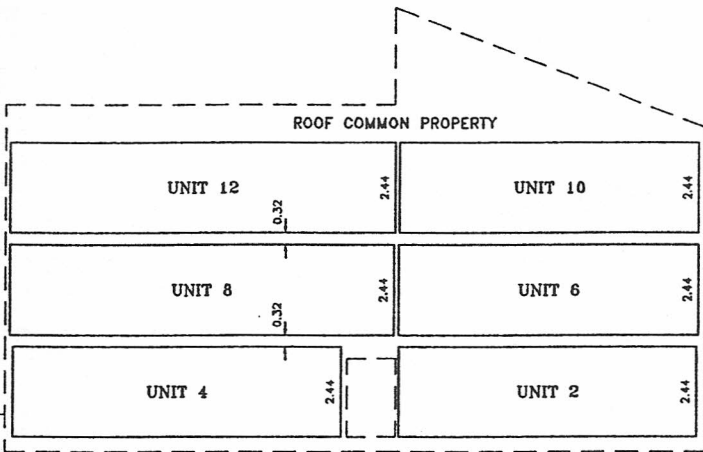 ROOF COMMON PROPERTY
UNIT 12
2.44
UNIT 10
2.44
0.32
UNIT 8
2.44
UNIT 6
2.44
0.32
UNIT 4
2.44
UNIT 2
2.44